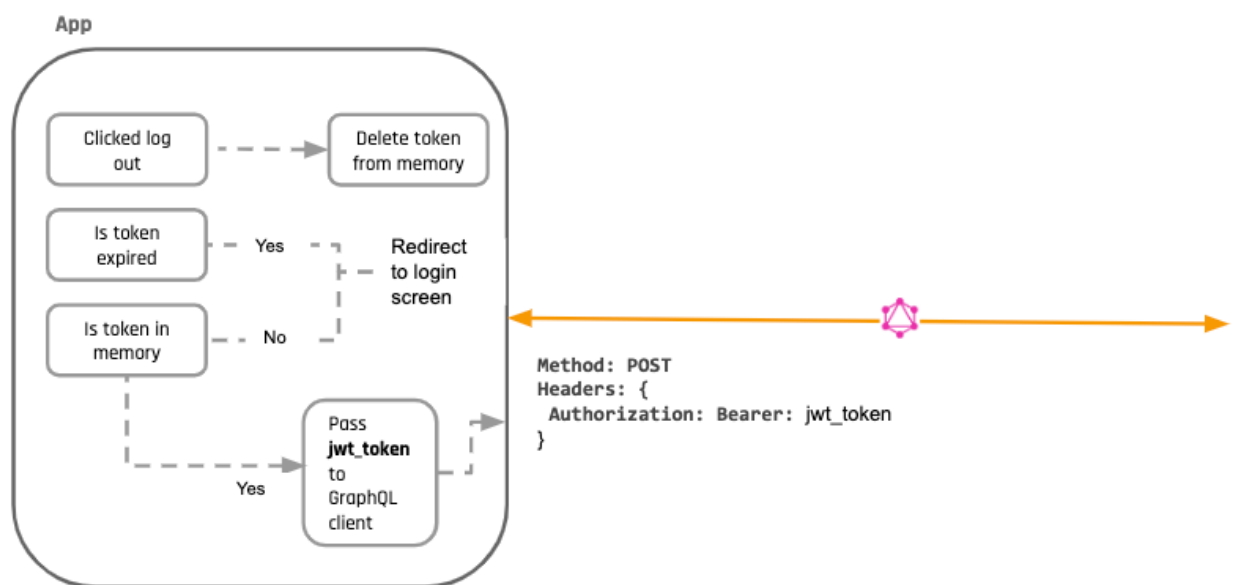 App
Clicked log
out
Delete token
from memory
Is token
expired
Yes
Redirect
to login
screen
Is token in
memory
No
Yes
Pass
jwt_token
to
GraphQL
client
Method: POST
Headers: {
Authorization: Bearer: jwt_token
}